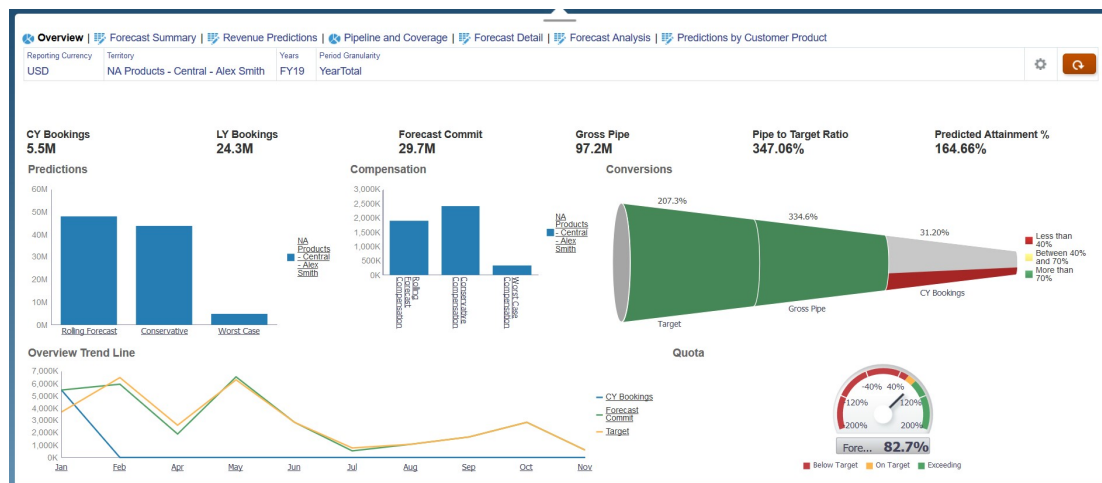 Overview | Forecast Summary | Revenue Predictions | Pipeline and Coverage | Forecast Detail | Forecast Analysis | Predictions by Customer Product
Reporting Currency Territory Years Period Granularity
USD NA Products - Central - Alex Smith FY19 YearTotal
CY Bookings LY Bookings Forecast Commit Gross Pipe Pipe to Target Ratio Predicted Attainment %
5.5M 24.3M 29.7M 97.2M 347.06% 164.66%
Predictions
60M
50M
40M
30M
20M
10M
0M
Rolling Forecast Conservative Worst Case
NA
Products
- Central
- Alex
Smith
Compensation
3,000K
2,500K
2,000K
1,500K
1,000K
500K
0K
Rolling
Forecast
Compensation
Conservative
Compensation
Worst Case
Compensation
NA
Products
- Central
- Alex
Smith
Conversions
207.3%
334.6%
31.20%
Target
Gross Pipe
CY Bookings
Less than
40%
Between 40%
and 70%
More than
70%
Overview Trend Line
7,000K
6,000K
5,000K
4,000K
3,000K
2,000K
1,000K
0K
Jan Feb Apr May Jun Jul Aug Sep Oct Nov
CY Bookings
Forecast
Commit
Target
Quota
-40% 40%
120% 120%
200% 200%
Fore... 82.7%
Below Target On Target Exceeding